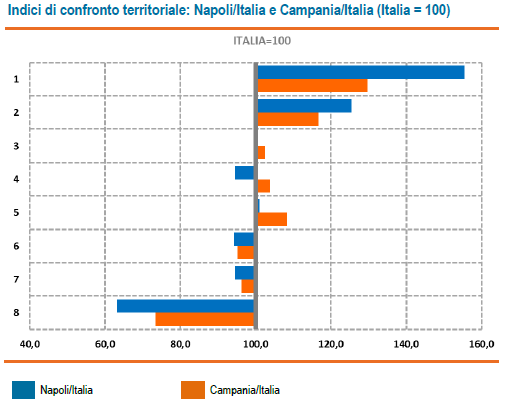 Indici di confronto territoriale: Napoli/Italia e Campania/Italia (Italia = 100)
ITALIA=100
1
2
3
4
5
6
7
8
40,0 60,0 80,0 100,0 120,0 140,0 160,0
Napoli/Italia Campania/Italia